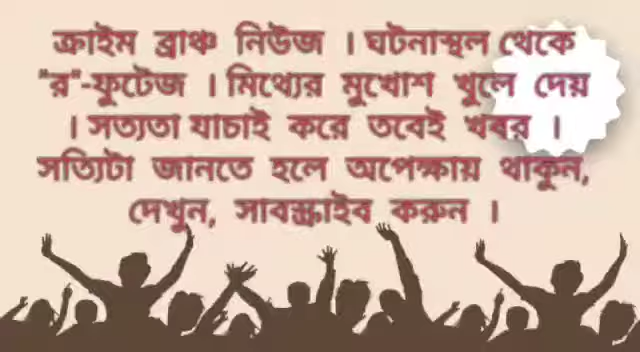 ক্রাইম ব্রাঞ্চ নিউজ । ঘটনাস্থল থেকে
"র"-ফুটেজ । মিথ্যের মুখোশ খুলে দেয়
। সত্যতা যাচাই করে তবেই খবর ।
সত্যিটা জানতে হলে অপেক্ষায় থাকুন,
দেখুন, সাবস্ক্রাইব করুন ।